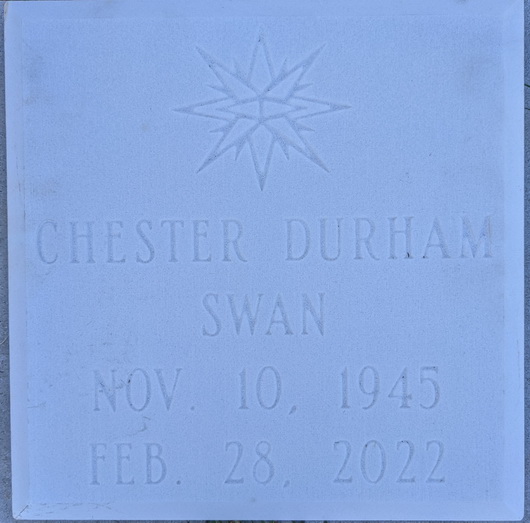 CHESTER DURHAM
SWAN
NOV. 10, 1945
FEB. 28, 2022